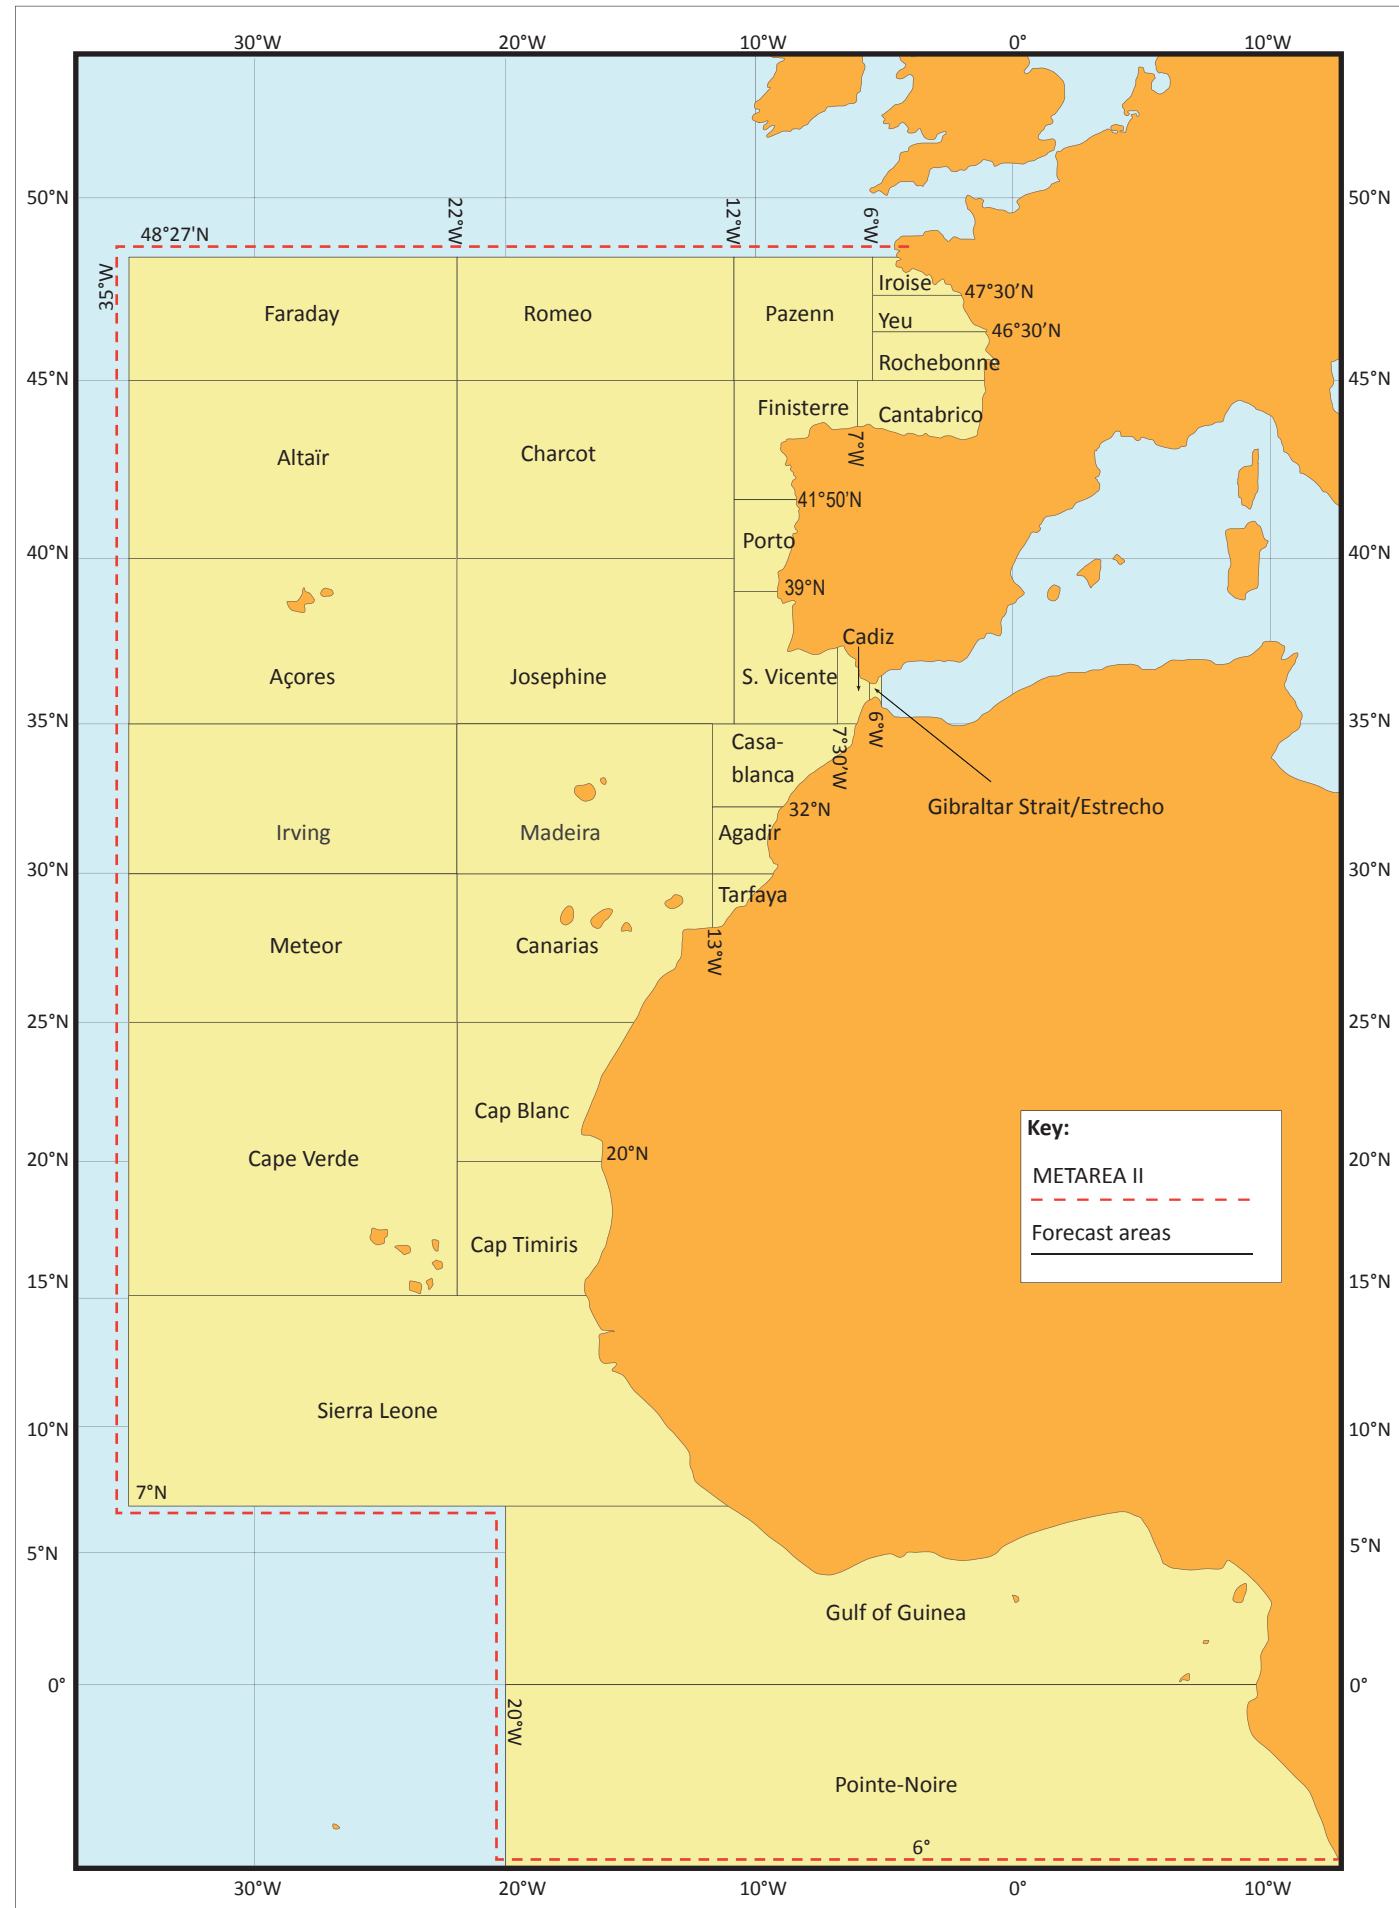 30°W 20°W 10°W 0° 10°W
50°N 50°N
22°W 12°W 6°W
48°27'N
35°W
Iroise
47°30’N
Faraday Romeo Pazenn
Yeu
46°30’N
Rochebonne
45°N 45°N
Finisterre
Cantabrico
7°W
Altaïr Charcot
41°50’N
Porto
40°N 40°N
39°N
Cadiz
Açores Josephine S. Vicente
35°N 35°N
6°W
7°30’W
Casa-
blanca
Gibraltar Strait/Estrecho
32°N
Irving Madeira Agadir
30°N 30°N
Tarfaya
Meteor Canarias
13°W
25°N 25°N
Cap Blanc
Key:
20°N
Cape Verde
20°N 20°N
METAREA II
Forecast areas
Cap Timiris
15°N 15°N
Sierra Leone
10°N 10°N
7°N
5°N 5°N
Gulf of Guinea
0° 0°
20°W
Pointe-Noire
6°
30°W 20°W 10°W 0° 10°W